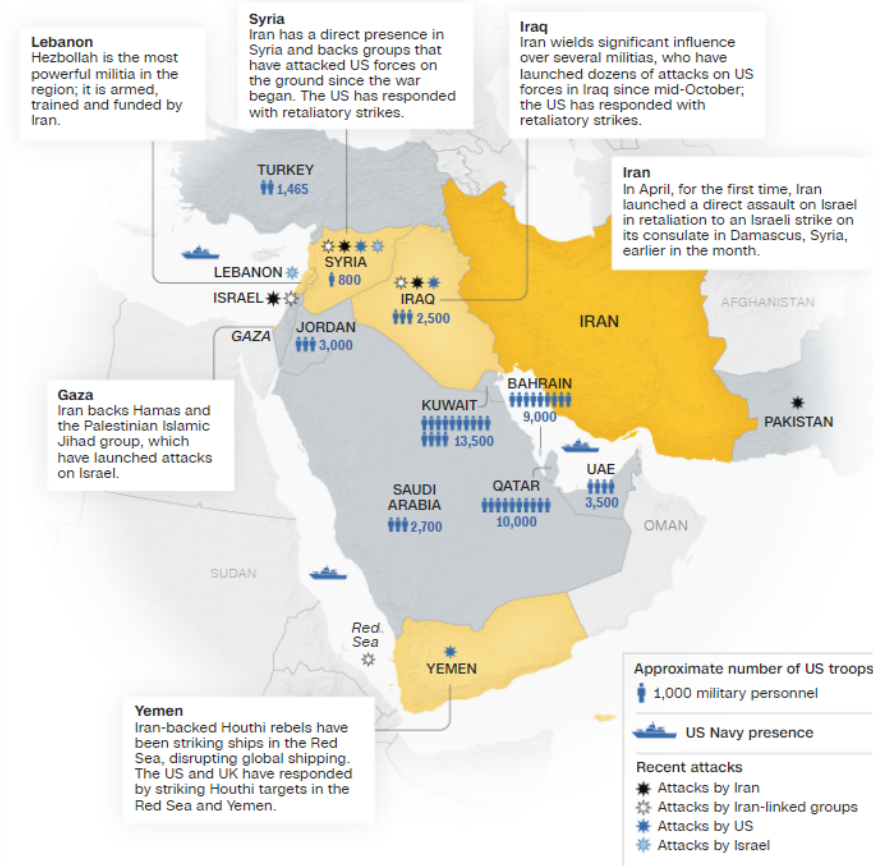 Lebanon
Hezbollah is the most
powerful militia in the
region; it is armed,
trained and funded by
Iran.
Syria
Iran has a direct presence in
Syria and backs groups that
have attacked US forces on
the ground since the war
began. The US has responded
with retaliatory strikes.
Iraq
Iran wields significant influence
over several militias, who have
launched dozens of attacks on US
forces in Iraq since mid-October;
the US has responded with
retaliatory strikes.
Iran
In April, for the first time, Iran
launched a direct assault on Israel
in retaliation to an Israeli strike on
its consulate in Damascus, Syria,
earlier in the month.
TURKEY
1,465
LEBANON
SYRIA
800
ISRAEL
IRAQ
2,500
GAZA
JORDAN
3,000
IRAN
AFGHANISTAN
PAKISTAN
Gaza
Iran backs Hamas and
the Palestinian Islamic
Jihad group, which
have launched attacks
on Israel.
KUWAIT
13,500
BAHRAIN
9,000
SAUDI
ARABIA
2,700
QATAR
10,000
UAE
3,500
OMAN
SUDAN
Red
Sea
YEMEN
Yemen
Iran-backed Houthi rebels have
been striking ships in the Red
Sea, disrupting global shipping.
The US and UK have responded
by striking Houthi targets in the
Red Sea and Yemen.
Approximate number of US troops
1,000 military personnel
US Navy presence
Recent attacks
Attacks by Iran
Attacks by Iran-linked groups
Attacks by US
Attacks by Israel